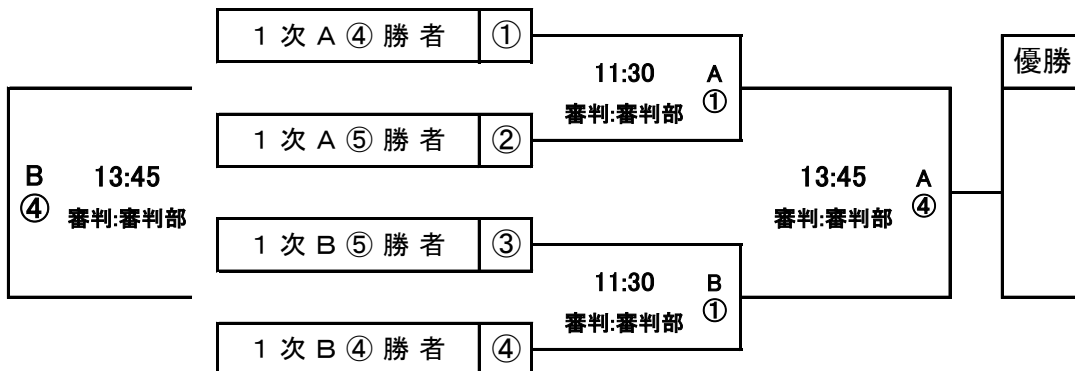 1 次 A ④ 勝 者 ①
11:30 A
審判:審判部 ①
優勝
1 次 A ⑤ 勝 者 ②
B 13:45
④ 審判:審判部
13:45 A
審判:審判部 ④
1 次 B ⑤ 勝 者 ③
11:30 B
審判:審判部 ①
1 次 B ④ 勝 者 ④